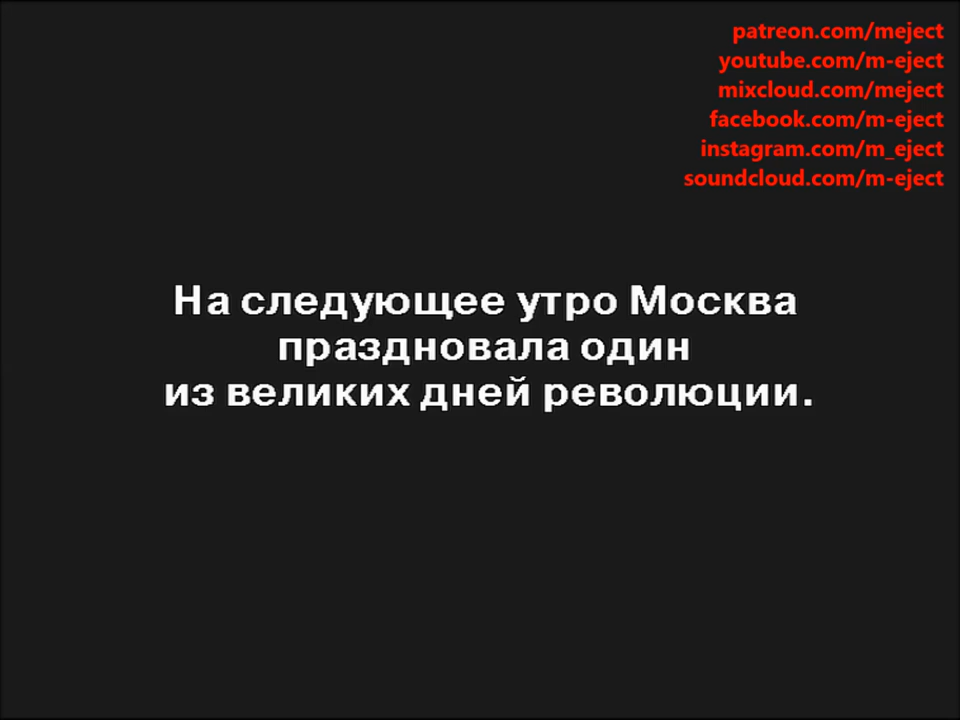 patreon.com/meject
youtube.com/m-eject
mixcloud.com/meject
facebook.com/m-eject
instagram.com/m_eject
soundcloud.com/m-eject
На следующее утро Москва
праздновала один
из великих дней революции.